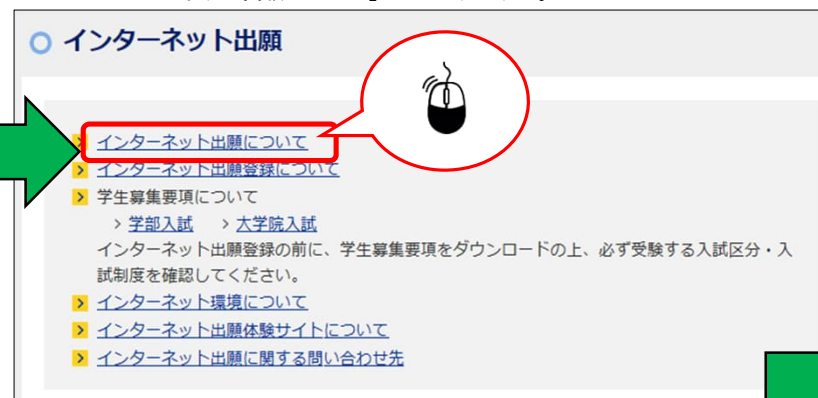 インターネット出願
インターネット出願について
インターネット出願登録について
学生募集要項について
> 学部入試 > 大学院入試
インターネット出願登録の前に、学生募集要項をダウンロードの上、必ず受験する入試区分・入
試制度を確認してください。
インターネット環境について
インターネット出願体験サイトについて
インターネット出願に関する問い合わせ先